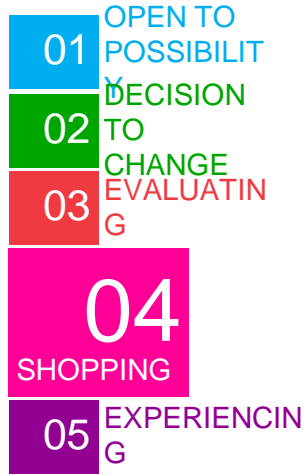 01
OPEN TO
POSSIBILIT
Y
02
DECISION
TO
CHANGE
03
EVALUATIN
G
04
SHOPPING
05
EXPERIENCIN
G